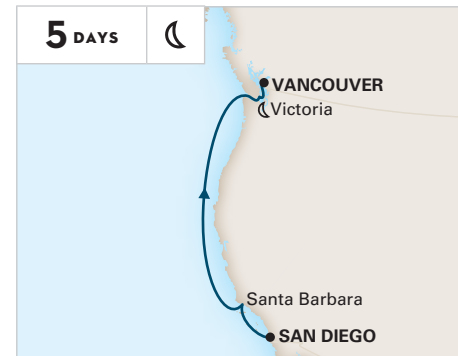 5 DAYS
VANCOUVER
Victoria
Santa Barbara
SAN DIEGO